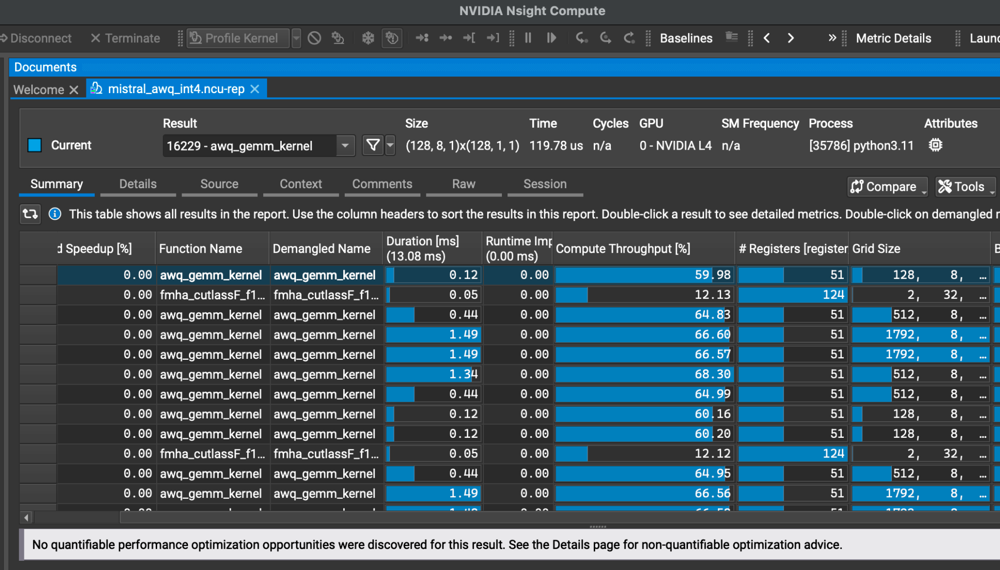 NVIDIA Nsight Compute
Disconnect Terminate Profile Kernel Baselines Metric Details
Documents
Welcome mistral_awq_int4.ncu-rep
Result Size Time Cycles GPU SM Frequency Process Attributes
Current 16229 - awq_gemm_kernel (128, 8, 1)x(128, 1, 1) 119.78 us n/a 0 - NVIDIA L4 n/a [35786] python3.11
Summary Details Source Context Comments Raw Session Compare Tools
This table shows all results in the report. Use the column headers to sort the results in this report. Double-click a result to see detailed metrics. Double-click on demangled
d Speedup [%] Function Name Demangled Name Duration [ms] (13.08 ms) Runtime Imp (0.00 ms) Compute Throughput [%] # Registers [register Grid Size
0.00 awq_gemm_kernel awq_gemm_kernel 0.12 0.00 59.98 51 128, 8, ...
0.00 fmha_cutlassF_f1... fmha_cutlassF_f1... 0.05 0.00 12.13 124 2, 32, ...
0.00 awq_gemm_kernel awq_gemm_kernel 0.44 0.00 64.83 51 512, 8, ...
0.00 awq_gemm_kernel awq_gemm_kernel 1.49 0.00 66.60 51 1792, 8, ...
0.00 awq_gemm_kernel awq_gemm_kernel 1.49 0.00 66.57 51 1792, 8, ...
0.00 awq_gemm_kernel awq_gemm_kernel 1.34 0.00 68.30 51 512, 8, ...
0.00 awq_gemm_kernel awq_gemm_kernel 0.44 0.00 64.99 51 512, 8, ...
0.00 awq_gemm_kernel awq_gemm_kernel 0.12 0.00 60.16 51 128, 8, ...
0.00 awq_gemm_kernel awq_gemm_kernel 0.12 0.00 60.20 51 128, 8, ...
0.00 fmha_cutlassF_f1... fmha_cutlassF_f1... 0.05 0.00 12.12 124 2, 32, ...
0.00 awq_gemm_kernel awq_gemm_kernel 0.44 0.00 64.95 51 512, 8, ...
0.00 awq_gemm_kernel awq_gemm_kernel 1.49 0.00 66.56 51 1792, 8, ...
No quantifiable performance optimization opportunities were discovered for this result. See the Details page for non-quantifiable optimization advice.